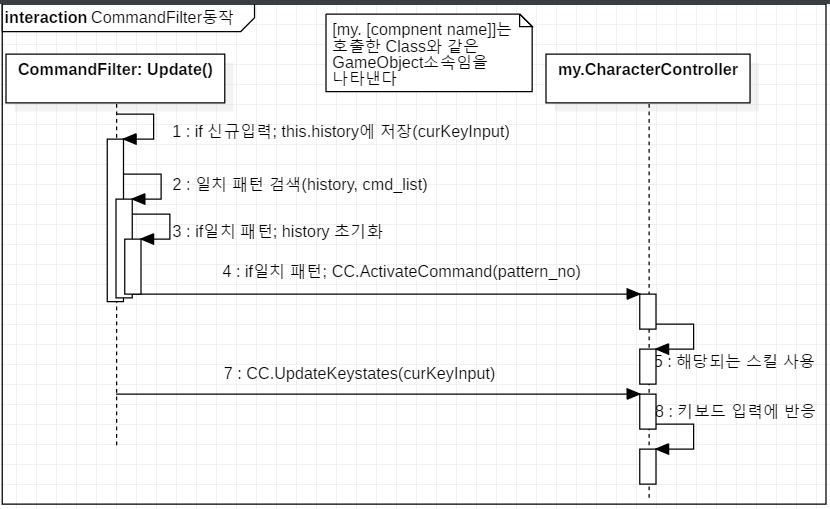 interaction CommandFilter동작
[my. [compnent name]]는
호출한 Class와 같은
GameObject소속임을
나타낸다
CommandFilter: Update()
my.CharacterController
1 : if 신규입력; this.history에 저장(curKeyInput)
2 : 일치 패턴 검색(history, cmd_list)
3 : if일치 패턴; history 초기화
4 : if일치 패턴; CC.ActivateCommand(pattern_no)
5 : 해당되는 스킬 사용
7 : CC.UpdateKeystates(curKeyInput)
8 : 키보드 입력에 반응